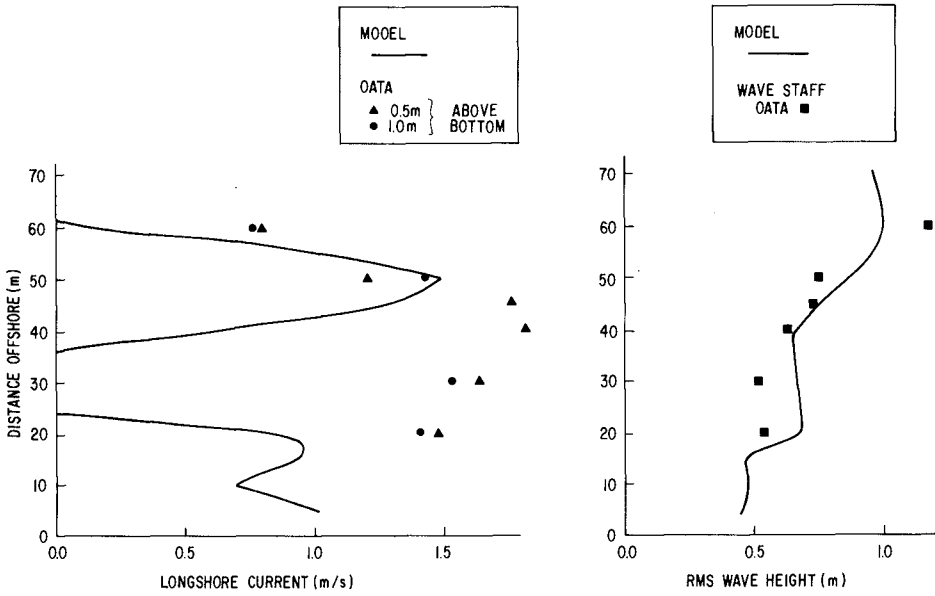 MOOEL
OATA
▲ 0.5m } ABOVE
● 1.0m } BOTTOM
70
60
50
40
30
20
10
0
DISTANCE OFFSHORE (m)
0.0 0.5 1.0 1.5
LONGSHORE CURRENT (m/s)
MODEL
WAVE STAFF
OATA ■
70
60
50
40
30
20
10
0
0.0 0.5 1.0
RMS WAVE HEIGHT (m)